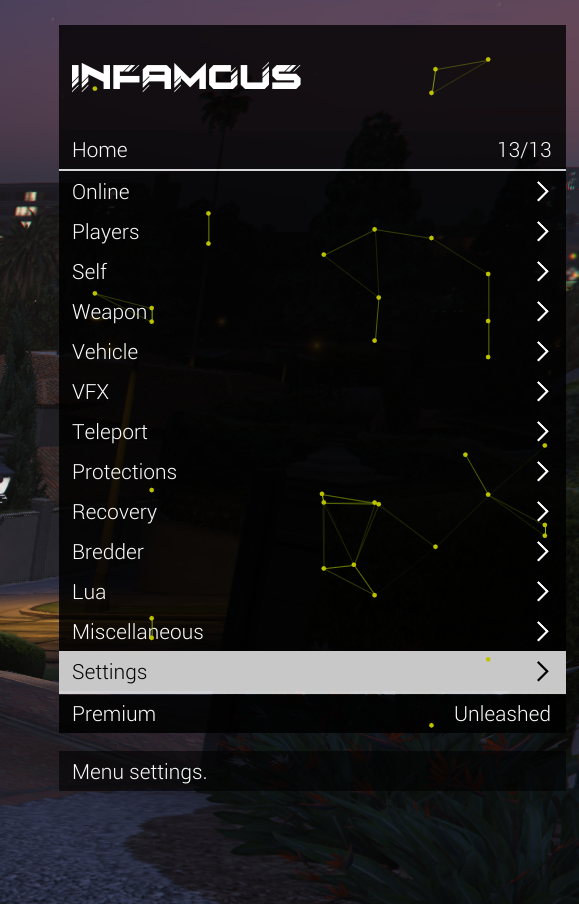 INFAMOUS
Home 13/13
Online
Players
Self
Weapon
Vehicle
VFX
Teleport
Protections
Recovery
Bredder
Lua
Miscellaneous
Settings
Premium Unleashed
Menu settings.